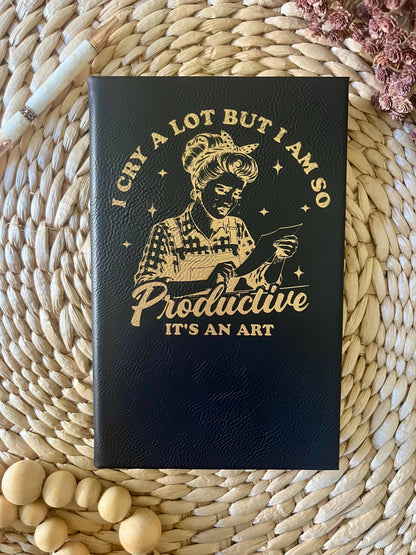 I CRY A LOT BUT I AM SO
Productive
IT'S AN ART